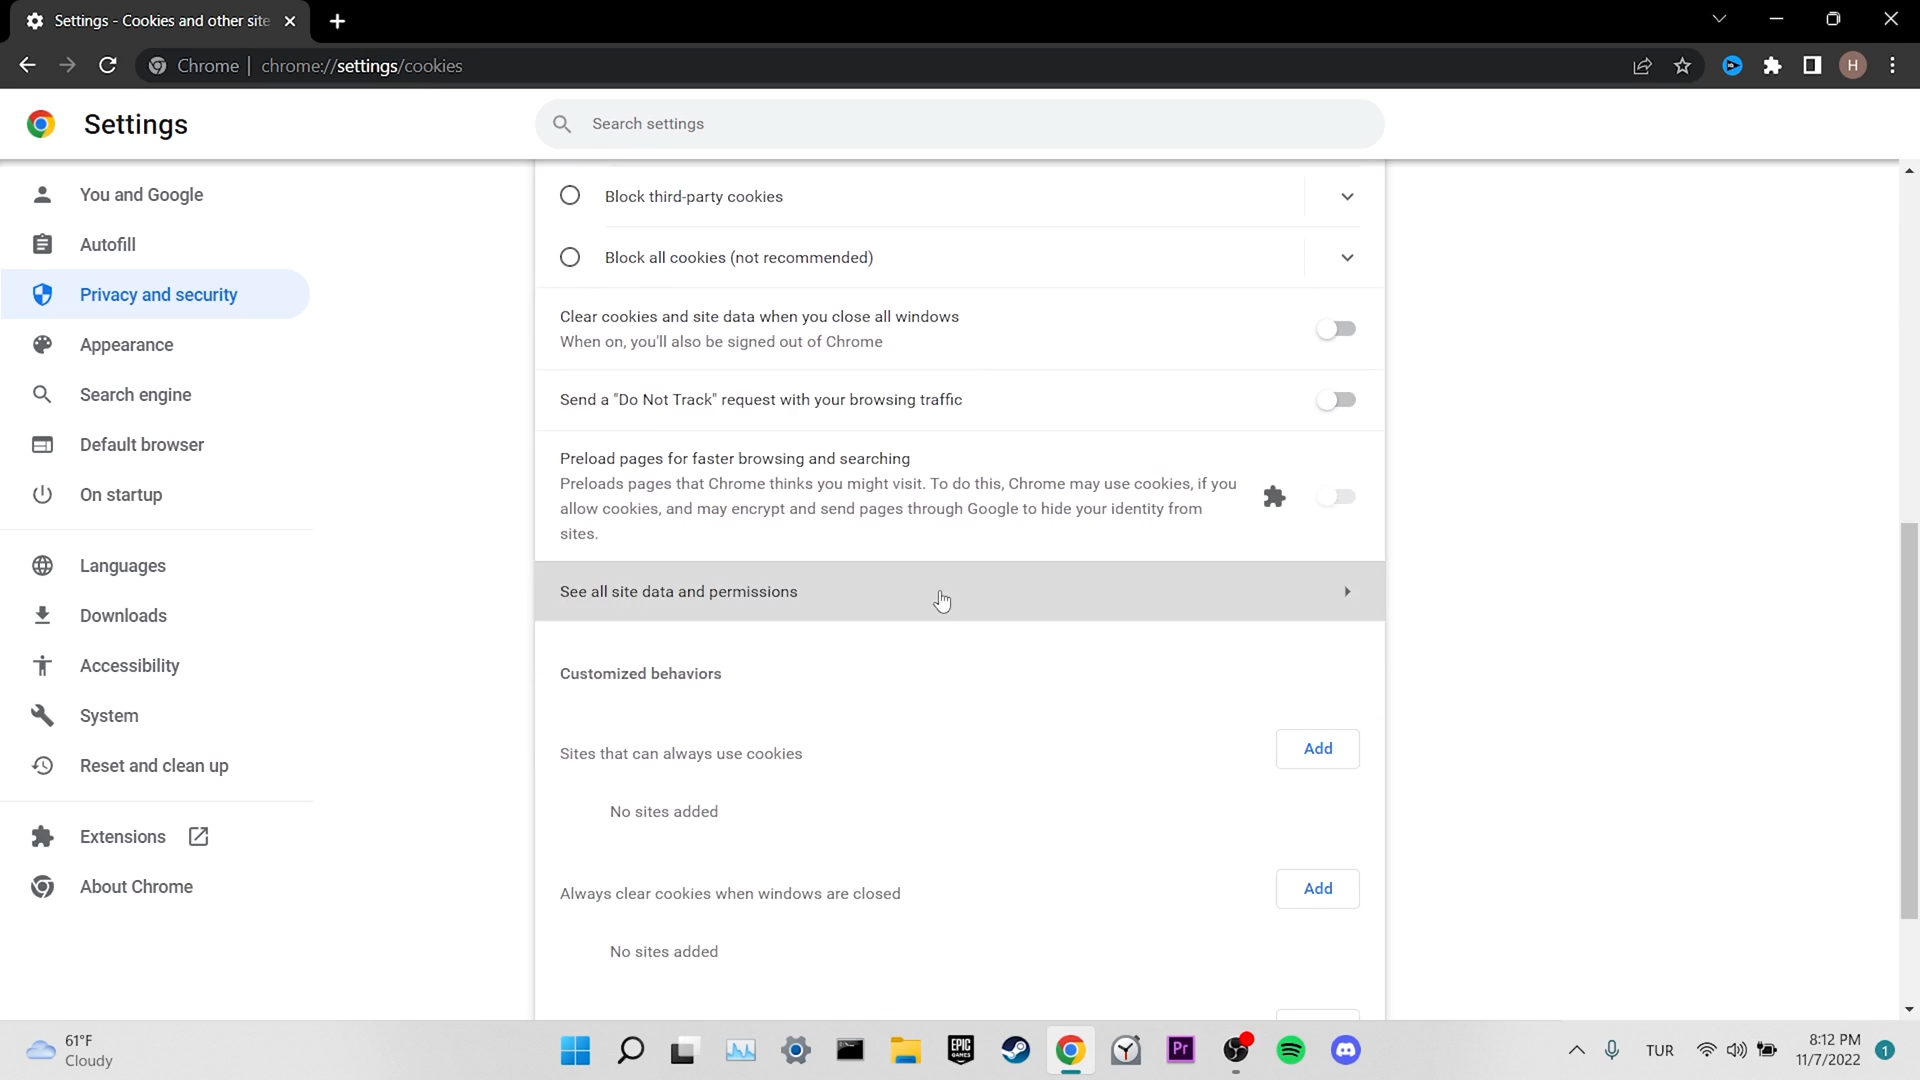 Settings - Cookies and other site
Chrome | chrome://settings/cookies
H
Settings
Search settings
You and Google
Autofill
Privacy and security
Appearance
Search engine
Default browser
On startup
Languages
Downloads
Accessibility
System
Reset and clean up
Extensions
About Chrome
Block third-party cookies
Block all cookies (not recommended)
Clear cookies and site data when you close all windows
When on, you'll also be signed out of Chrome
Send a "Do Not Track" request with your browsing traffic
Preload pages for faster browsing and searching
Preloads pages that Chrome thinks you might visit. To do this, Chrome may use cookies, if you
allow cookies, and may encrypt and send pages through Google to hide your identity from
sites.
See all site data and permissions
Customized behaviors
Sites that can always use cookies
Add
No sites added
Always clear cookies when windows are closed
Add
No sites added
61°F
Cloudy
EPIC
GAMES
Pr
TUR
8:12 PM
11/7/2022
1